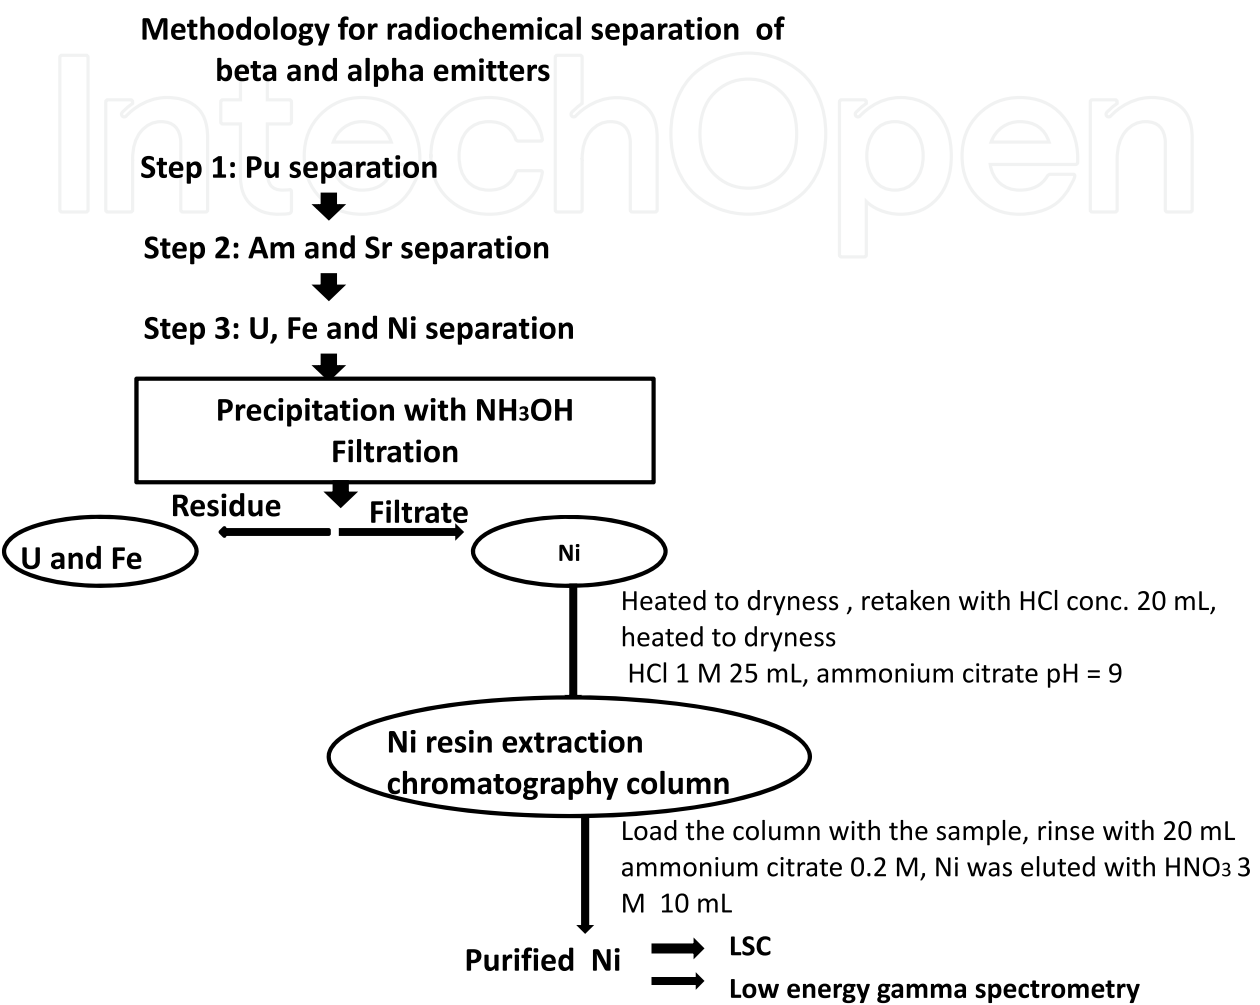 Methodology for radiochemical separation of
beta and alpha emitters
IntechOpen
Step 1: Pu separation
Step 2: Am and Sr separation
Step 3: U, Fe and Ni separation
Precipitation with NH₃OH
Filtration
Residue
Filtrate
U and Fe
Ni
Heated to dryness , retaken with HCl conc. 20 mL,
heated to dryness
HCl 1 M 25 mL, ammonium citrate pH = 9
Ni resin extraction
chromatography column
Load the column with the sample, rinse with 20 mL
ammonium citrate 0.2 M, Ni was eluted with HNO₃ 3
M 10 mL
Purified Ni
LSC
Low energy gamma spectrometry